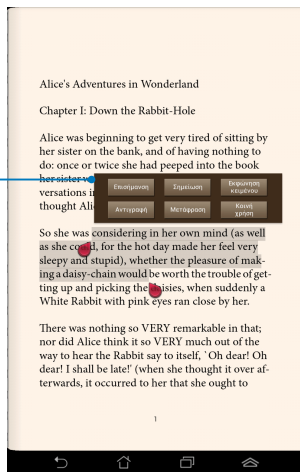 Alice's Adventures in Wonderland
Chapter I: Down the Rabbit-Hole
Alice was beginning to get very tired of sitting by
her sister on the bank, and of having nothing to
do: once or twice she had peeped into the book
her sister
versations
thought Ali
Επισήμανση Σημείωση Εκφώνηση κειμένου
Αντιγραφή Μετάφραση Κοινή χρήση
So she was considering in her own mind (as well
as she could, for the hot day made her feel very
sleepy and stupid), whether the pleasure of mak-
ing a daisy-chain would be worth the trouble of get-
ting up and picking the daisies, when suddenly a
White Rabbit with pink eyes ran close by her.
There was nothing so VERY remarkable in that;
nor did Alice think it so VERY much out of the
way to hear the Rabbit say to itself, `Oh dear! Oh
dear! I shall be late!' (when she thought it over af-
terwards, it occurred to her that she ought to
1